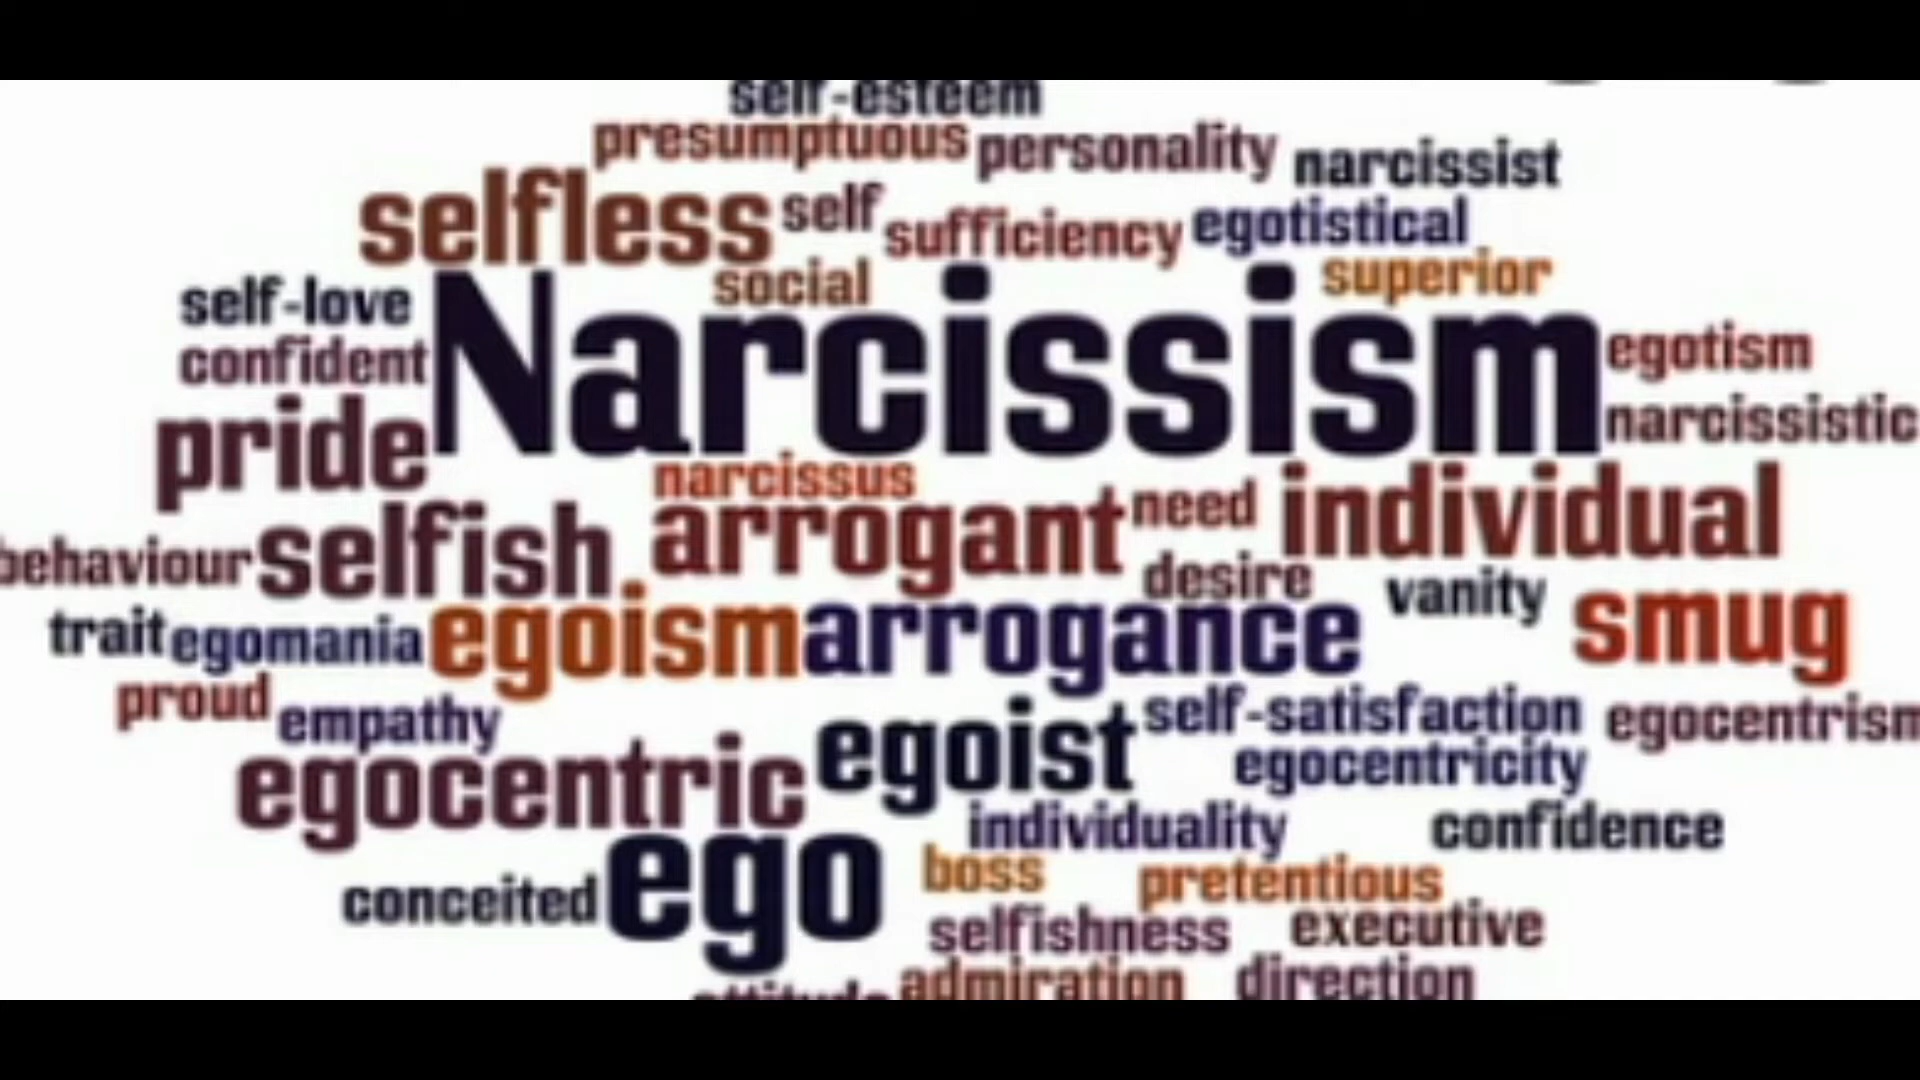 self-esteem
presumptuous personality narcissist
selfless self sufficiency egotistical
social superior
self-love
Narcissism
confident egotism
pride narcissistic
narcissus
arrogant need individual
behaviour selfish desire vanity
trait egomania egoism arrogance smug
proud empathy self-satisfaction egocentrism
egocentric egoist egocentricity
individuality confidence
conceited ego boss pretentious
selfishness executive
attitude admiration direction